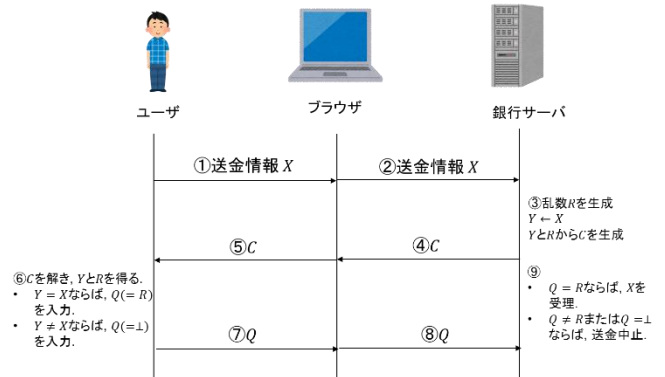 ユーザ
ブラウザ
銀行サーバ
①送金情報 X
②送金情報 X
③乱数Rを生成
Y ← X
YとRからCを生成
⑤C
④C
⑥Cを解き, YとRを得る.
• Y = Xならば, Q(= R)
を入力.
• Y ≠ Xならば, Q(=⊥)
を入力.
⑨
• Q = Rならば, Xを
受理.
• Q ≠ RまたはQ =⊥
ならば, 送金中止.
⑦Q
⑧Q